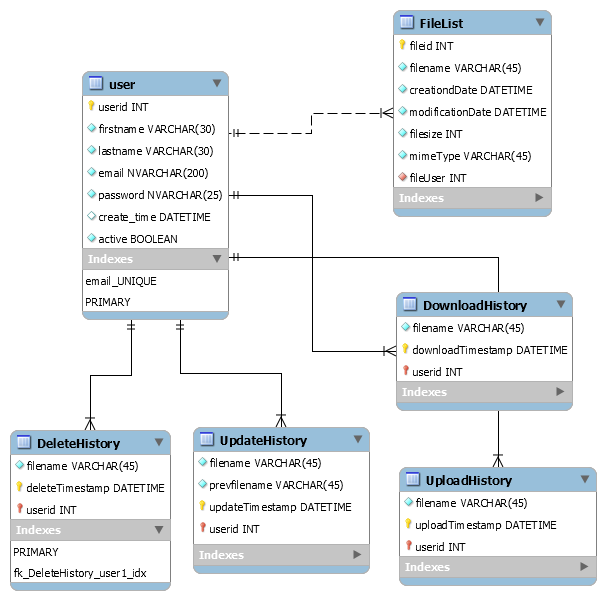 FileList
fileid INT
filename VARCHAR(45)
creationdDate DATETIME
modificationDate DATETIME
filesize INT
mimeType VARCHAR(45)
fileUser INT
Indexes
user
userid INT
firstname VARCHAR(30)
lastname VARCHAR(30)
email NVARCHAR(200)
password NVARCHAR(25)
create_time DATETIME
active BOOLEAN
Indexes
email_UNIQUE
PRIMARY
DownloadHistory
filename VARCHAR(45)
downloadTimestamp DATETIME
userid INT
Indexes
DeleteHistory
filename VARCHAR(45)
deleteTimestamp DATETIME
userid INT
Indexes
PRIMARY
fk_DeleteHistory_user1_idx
UpdateHistory
filename VARCHAR(45)
prevfilename VARCHAR(45)
updateTimestamp DATETIME
userid INT
Indexes
UploadHistory
filename VARCHAR(45)
uploadTimestamp DATETIME
userid INT
Indexes